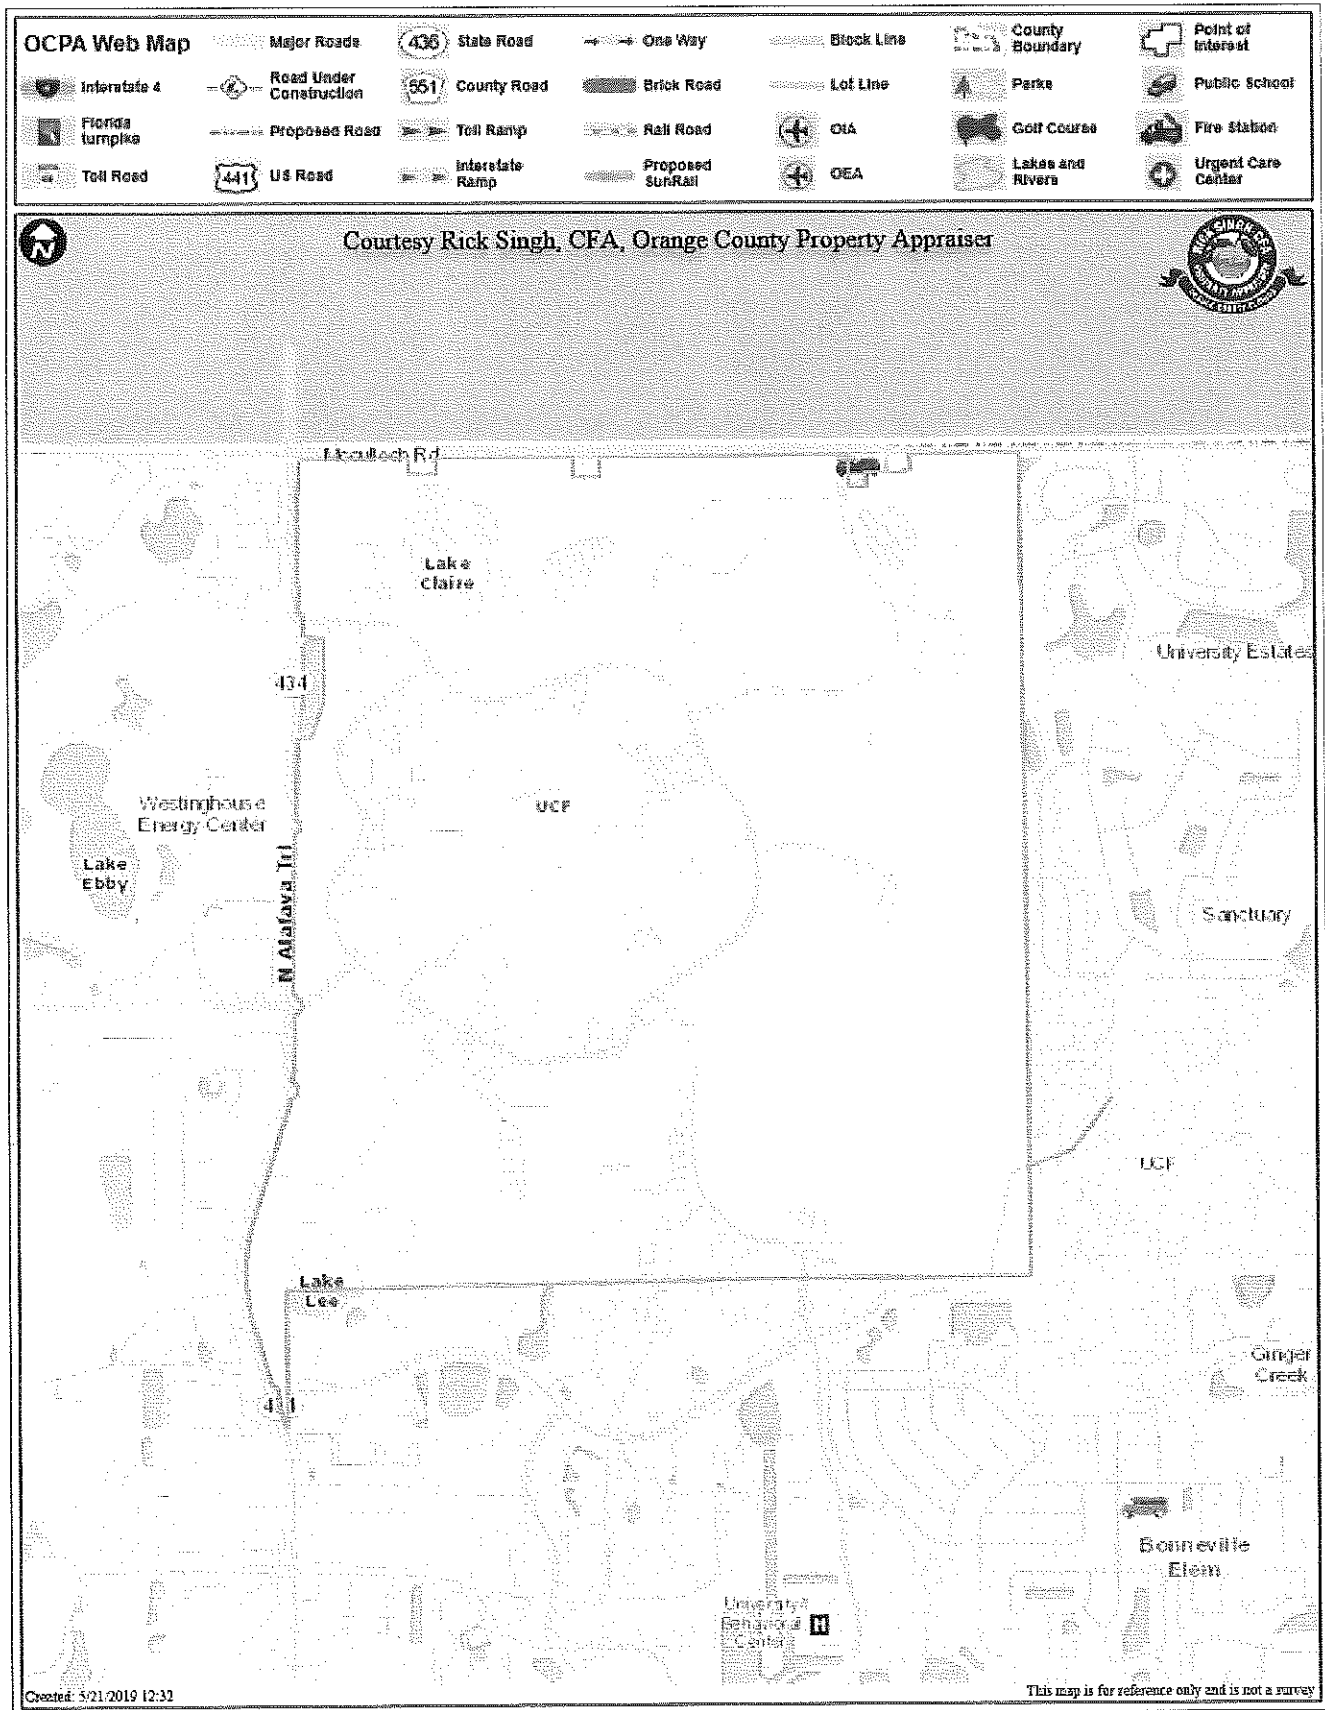 OCPA Web Map
Major Roads
436 State Road
One Way
Block Line
County
Boundary
Point of
Interest
Interstate 4
Road Under
Construction
551 County Road
Brick Road
Lot Line
Parks
Public School
Florida
turnpike
Proposed Road
Toll Ramp
Rail Road
OIA
Golf Course
Fire Station
Toll Road
441 US Road
Interstate
Ramp
Proposed
SunRail
OEA
Lakes and
Rivers
Urgent Care
Center
N
Courtesy Rick Singh, CFA, Orange County Property Appraiser
Mcculloch Rd
Lake
Claire
University Estates
434
Westinghouse
Energy Center
UCF
Lake
Ebby
N Alafaya Trl
Sanctuary
UCF
Lake
Lee
Ginger
Creek
434
Bonneville
Elem
University
Behavioral
Center
H
Created: 5/21/2019 12:32
This map is for reference only and is not a survey